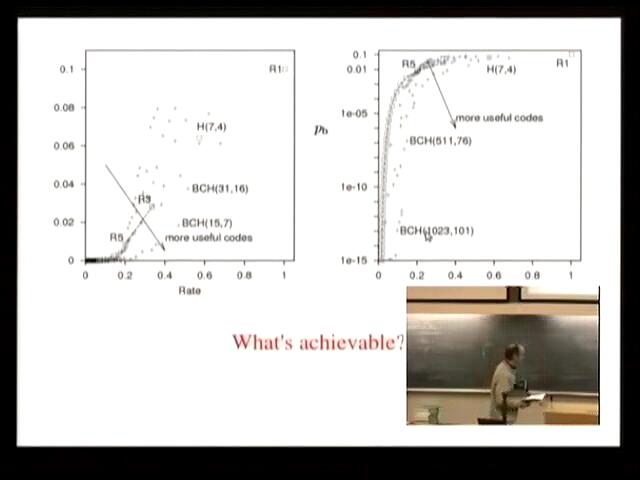 0.1
0.08
0.06
0.04
0.02
0
0 0.2 0.4 0.6 0.8 1
Rate
R1
H(7,4)
BCH(31,16)
R3
BCH(15,7)
R5
more useful codes
pb
0.1
0.01
1e-05
1e-10
1e-15
0 0.2 0.4 0.6 0.8 1
R5
H(7,4)
R1
more useful codes
BCH(511,76)
BCH(1023,101)
What's achievable?